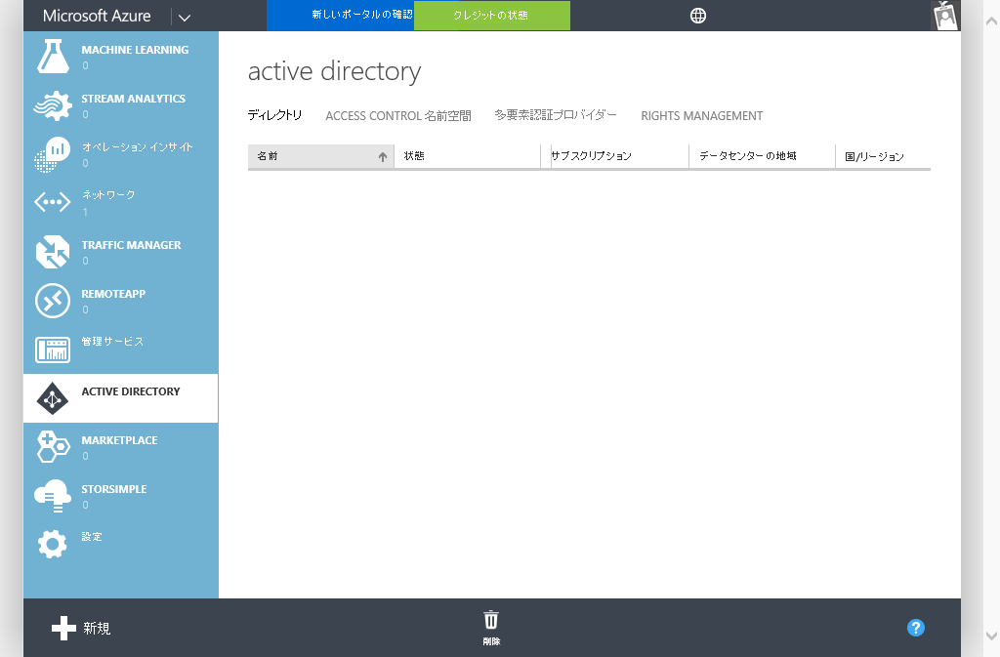 Microsoft Azure
新しいポータルの確認
クレジットの状態
MACHINE LEARNING
0
STREAM ANALYTICS
0
オペレーション インサイト
0
ネットワーク
1
TRAFFIC MANAGER
0
REMOTEAPP
0
管理サービス
ACTIVE DIRECTORY
MARKETPLACE
0
STORSIMPLE
0
設定
active directory
ディレクトリ ACCESS CONTROL 名前空間 多要素認証プロバイダー RIGHTS MANAGEMENT
名前 状態 サブスクリプション データセンターの地域 国/リージョン
新規
削除
?